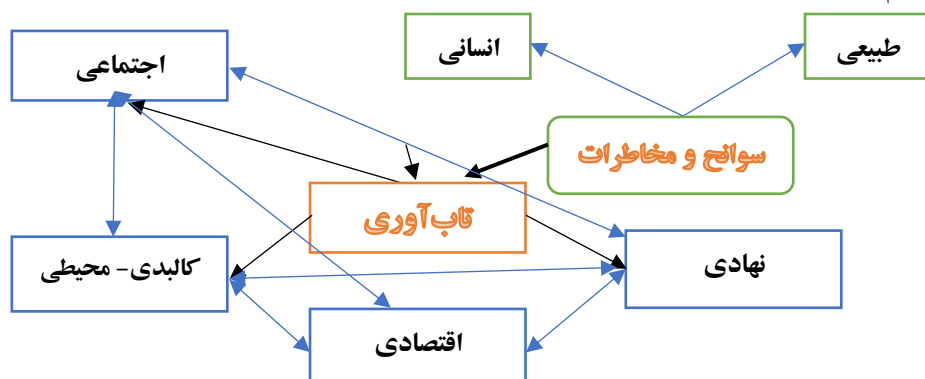 طبیعی
انسانی
اجتماعی
سوانح و مخاطرات
تاب‌آوری
نهادی
کالبدی- محیطی
اقتصادی